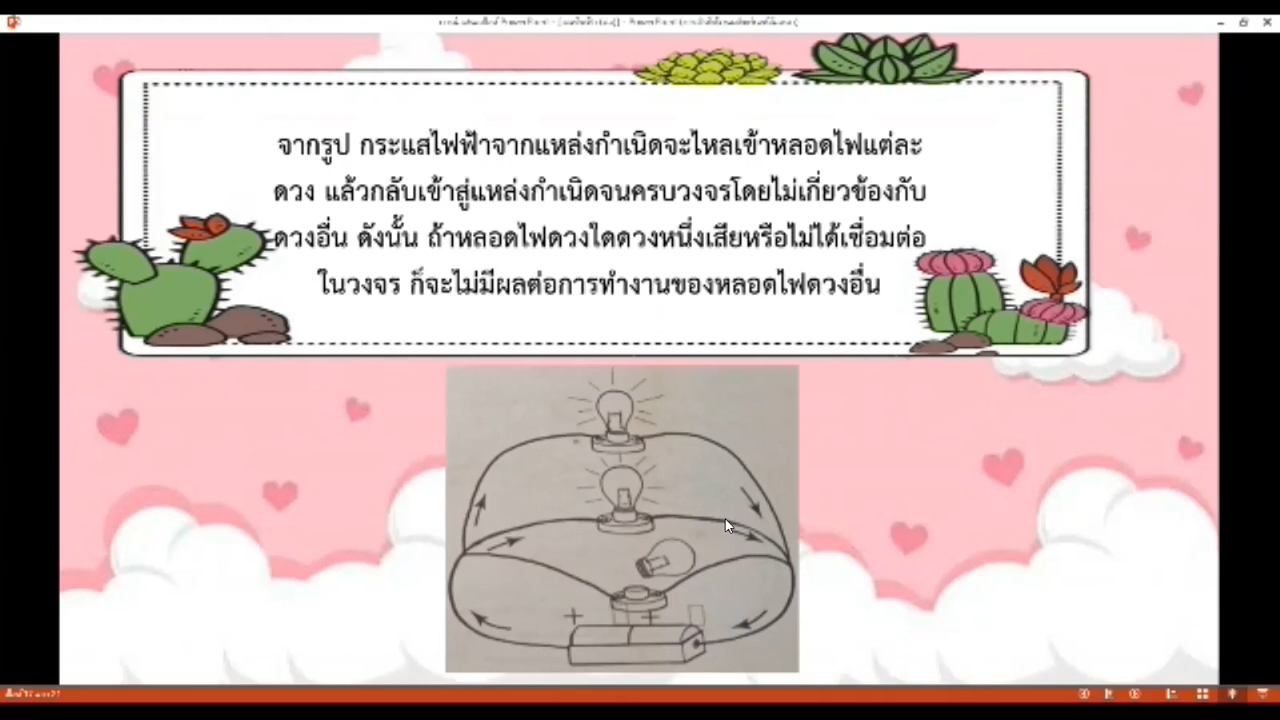 จากรูป กระแสไฟฟ้าจากแหล่งกำเนิดจะไหลเข้าหลอดไฟแต่ละ
ดวง แล้วกลับเข้าสู่แหล่งกำเนิดจนครบวงจรโดยไม่เกี่ยวข้องกับ
ดวงอื่น ดังนั้น ถ้าหลอดไฟดวงใดดวงหนึ่งเสียหรือไม่ได้เชื่อมต่อ
ในวงจร ก็จะไม่มีผลต่อการทำงานของหลอดไฟดวงอื่น
+ +